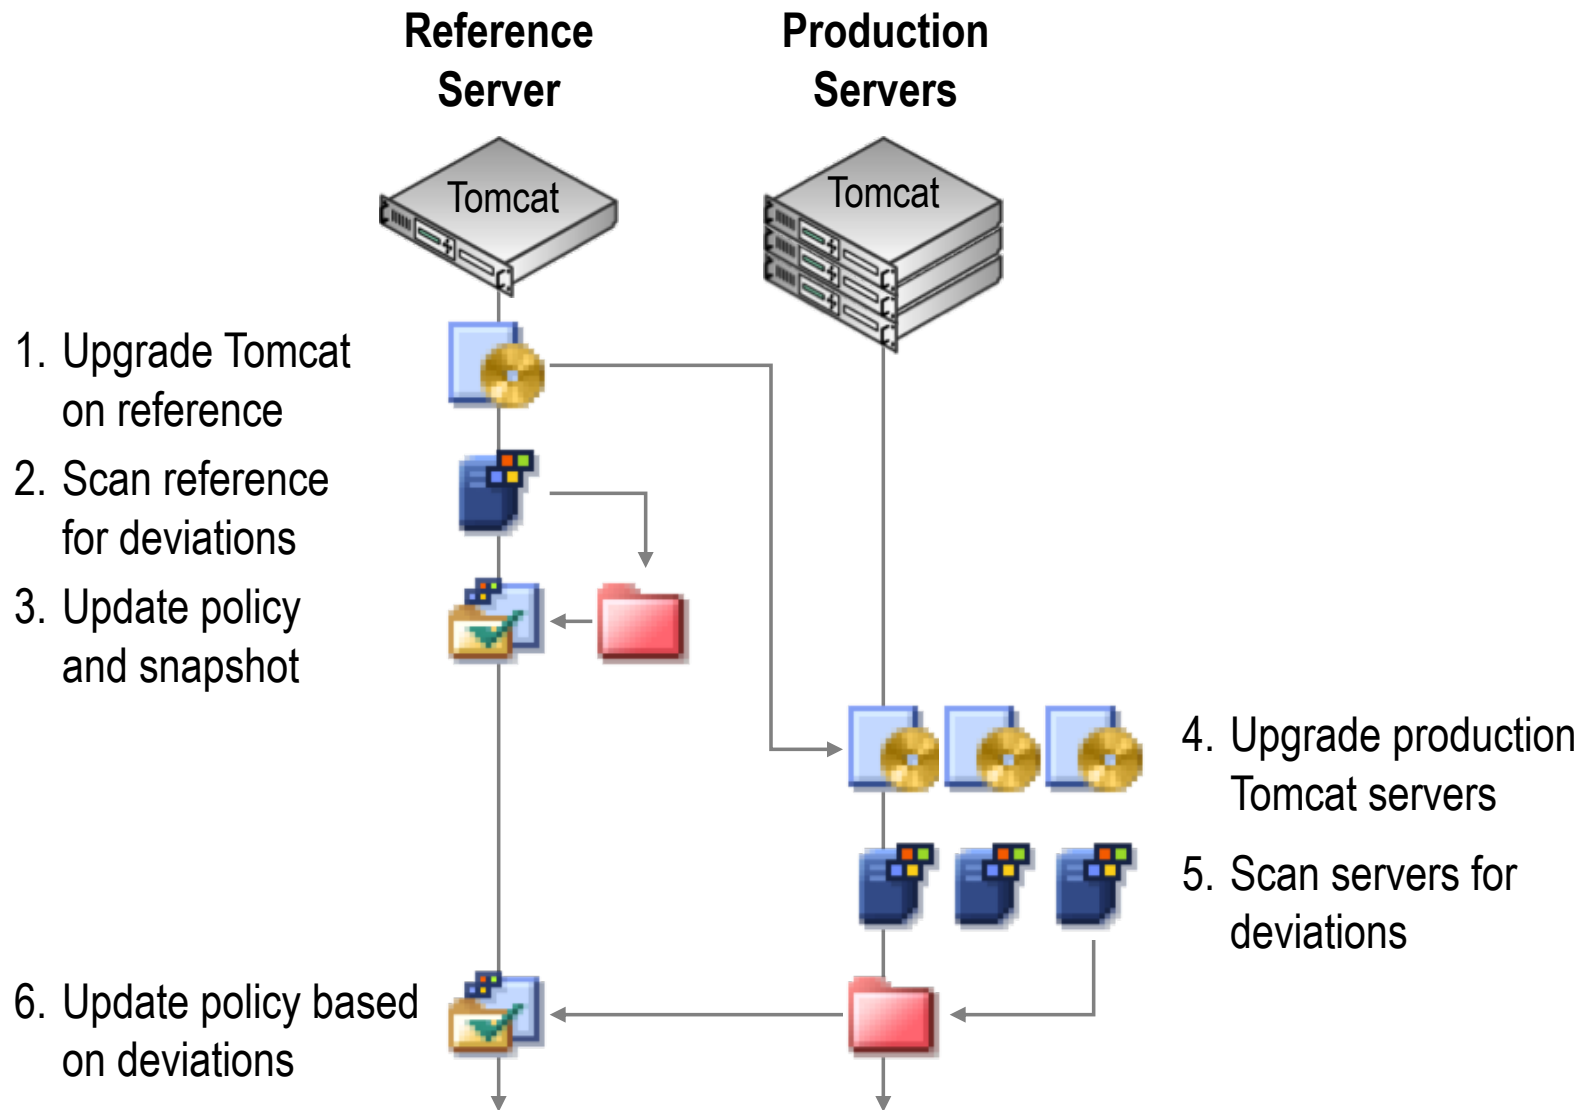 Reference
Server
Production
Servers
Tomcat
Tomcat
1. Upgrade Tomcat
on reference
2. Scan reference
for deviations
3. Update policy
and snapshot
4. Upgrade production
Tomcat servers
5. Scan servers for
deviations
6. Update policy based
on deviations